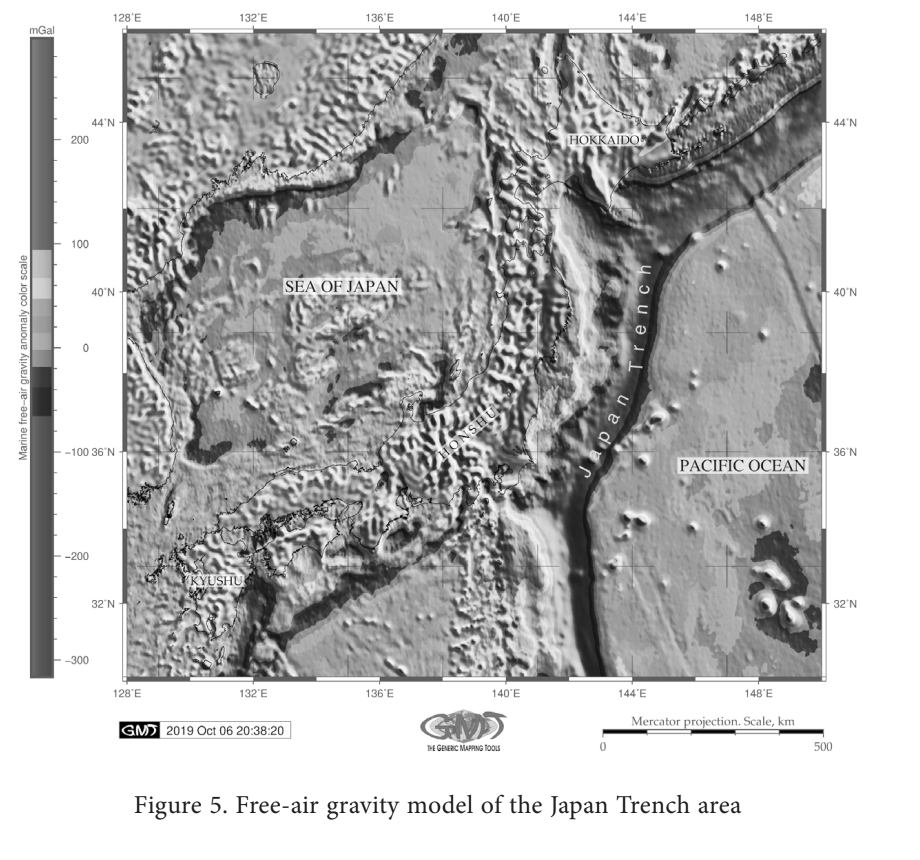 mGal
128˚E 132˚E 136˚E 140˚E 144˚E 148˚E
200
100
0
−100
−200
−300
Marine free−air gravity anomaly color scale
44˚N
40˚N
36˚N
32˚N
44˚N
40˚N
36˚N
32˚N
HOKKAIDO
SEA OF JAPAN
Japan Trench
HONSHU
PACIFIC OCEAN
KYUSHU
128˚E 132˚E 136˚E 140˚E 144˚E 148˚E
GMT 2019 Oct 06 20:38:20
GMT
THE GENERIC MAPPING TOOLS
Mercator projection. Scale, km
0 500
Figure 5. Free-air gravity model of the Japan Trench area